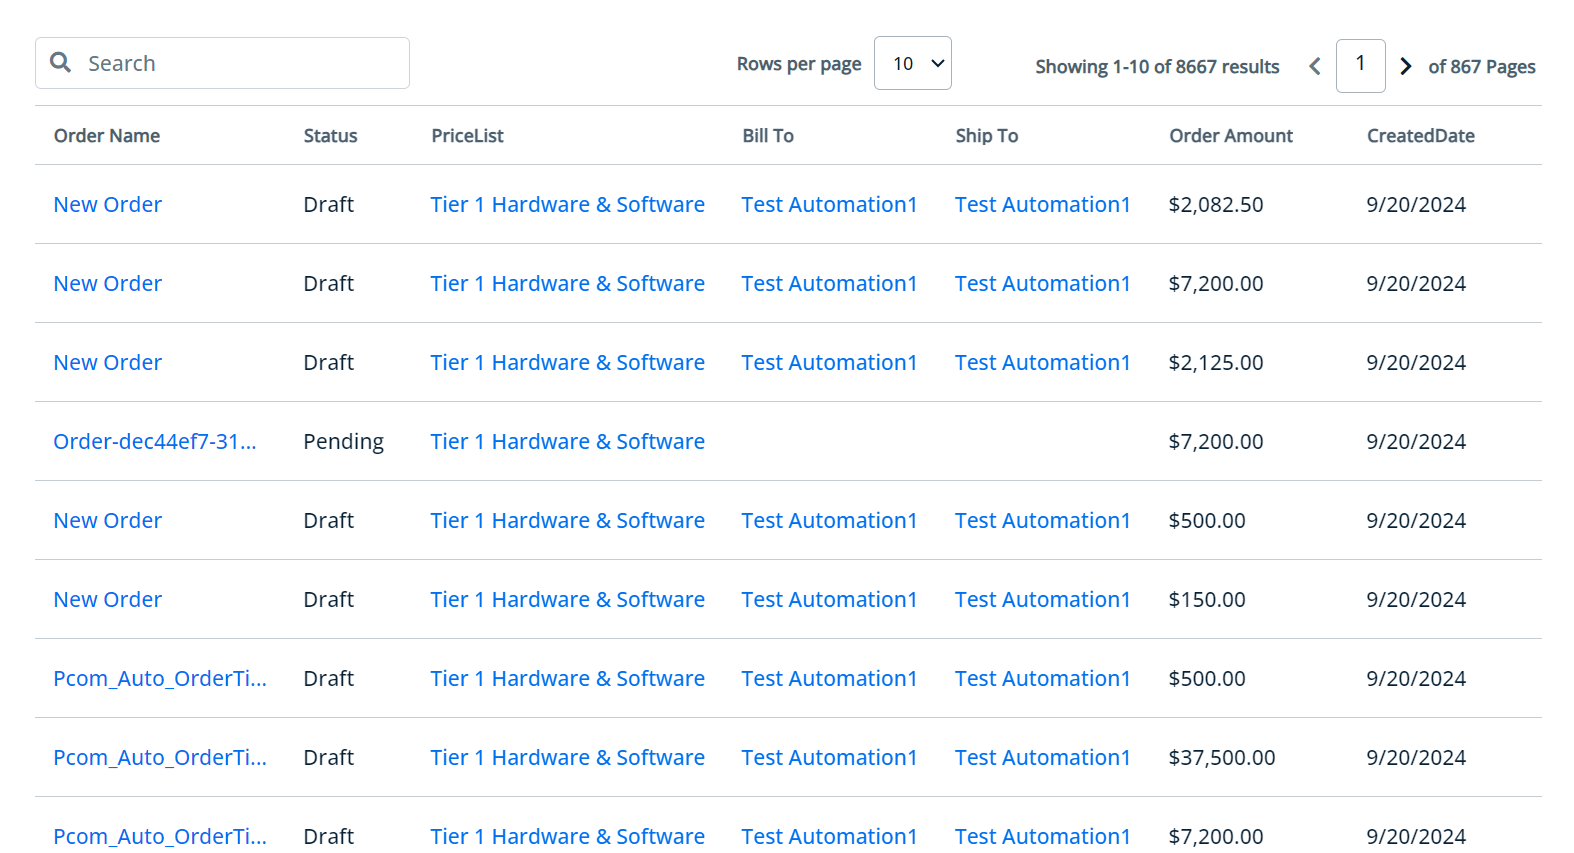 Search Rows per page 10 Showing 1-10 of 8667 results 1 of 867 Pages
Order Name Status PriceList Bill To Ship To Order Amount CreatedDate
New Order Draft Tier 1 Hardware & Software Test Automation1 Test Automation1 $2,082.50 9/20/2024
New Order Draft Tier 1 Hardware & Software Test Automation1 Test Automation1 $7,200.00 9/20/2024
New Order Draft Tier 1 Hardware & Software Test Automation1 Test Automation1 $2,125.00 9/20/2024
Order-dec44ef7-31... Pending Tier 1 Hardware & Software $7,200.00 9/20/2024
New Order Draft Tier 1 Hardware & Software Test Automation1 Test Automation1 $500.00 9/20/2024
New Order Draft Tier 1 Hardware & Software Test Automation1 Test Automation1 $150.00 9/20/2024
Pcom_Auto_OrderTi... Draft Tier 1 Hardware & Software Test Automation1 Test Automation1 $500.00 9/20/2024
Pcom_Auto_OrderTi... Draft Tier 1 Hardware & Software Test Automation1 Test Automation1 $37,500.00 9/20/2024
Pcom_Auto_OrderTi... Draft Tier 1 Hardware & Software Test Automation1 Test Automation1 $7,200.00 9/20/2024